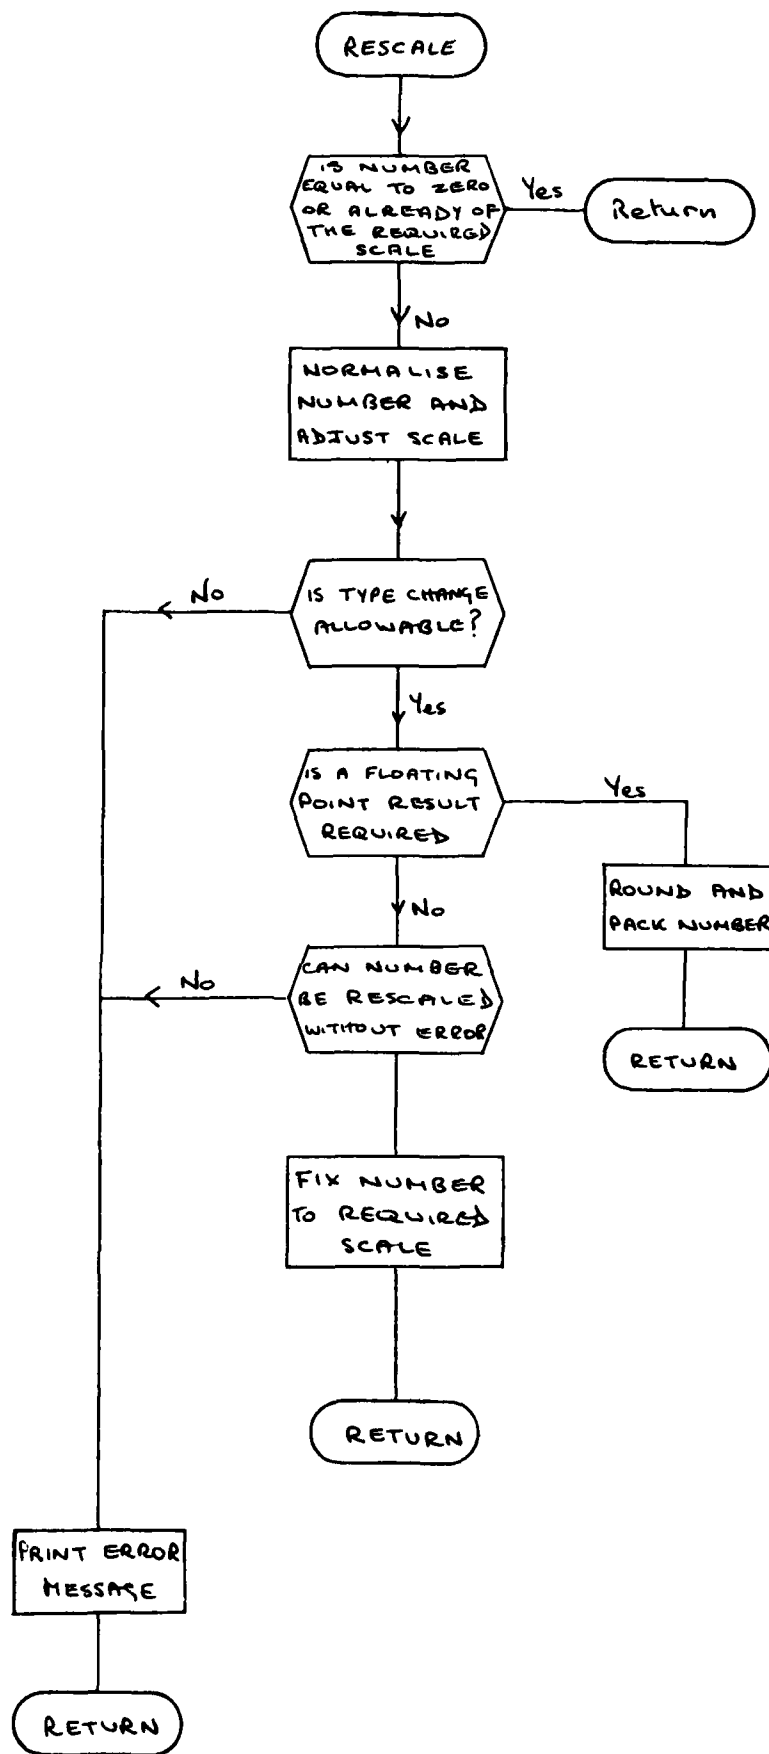 RESCALE
IS NUMBER
EQUAL TO ZERO
OR ALREADY OF
THE REQUIRED
SCALE
Yes
Return
No
NORMALISE
NUMBER AND
ADJUST SCALE
IS TYPE CHANGE
ALLOWABLE?
No
Yes
IS A FLOATING
POINT RESULT
REQUIRED
Yes
ROUND AND
PACK NUMBER
RETURN
No
CAN NUMBER
BE RESCALED
WITHOUT ERROR
No
FIX NUMBER
TO REQUIRED
SCALE
RETURN
PRINT ERROR
MESSAGE
RETURN